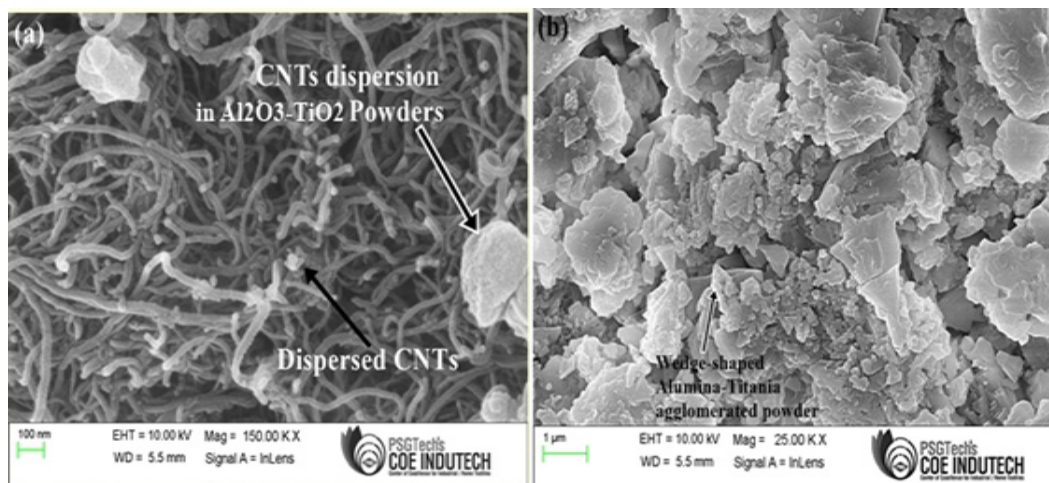 (a)
CNTs dispersion
in Al2O3-TiO2 Powders
Dispersed CNTs
100 nm
EHT = 10.00 kV Mag = 150.00 K X
WD = 5.5 mm Signal A = InLens
PSGTech's
COE INDUTECH
(b)
Wedge-shaped
Alumina-Titania
agglomerated powder
1 µm
EHT = 10.00 kV Mag = 25.00 K X
WD = 5.5 mm Signal A = InLens
PSGTech's
COE INDUTECH